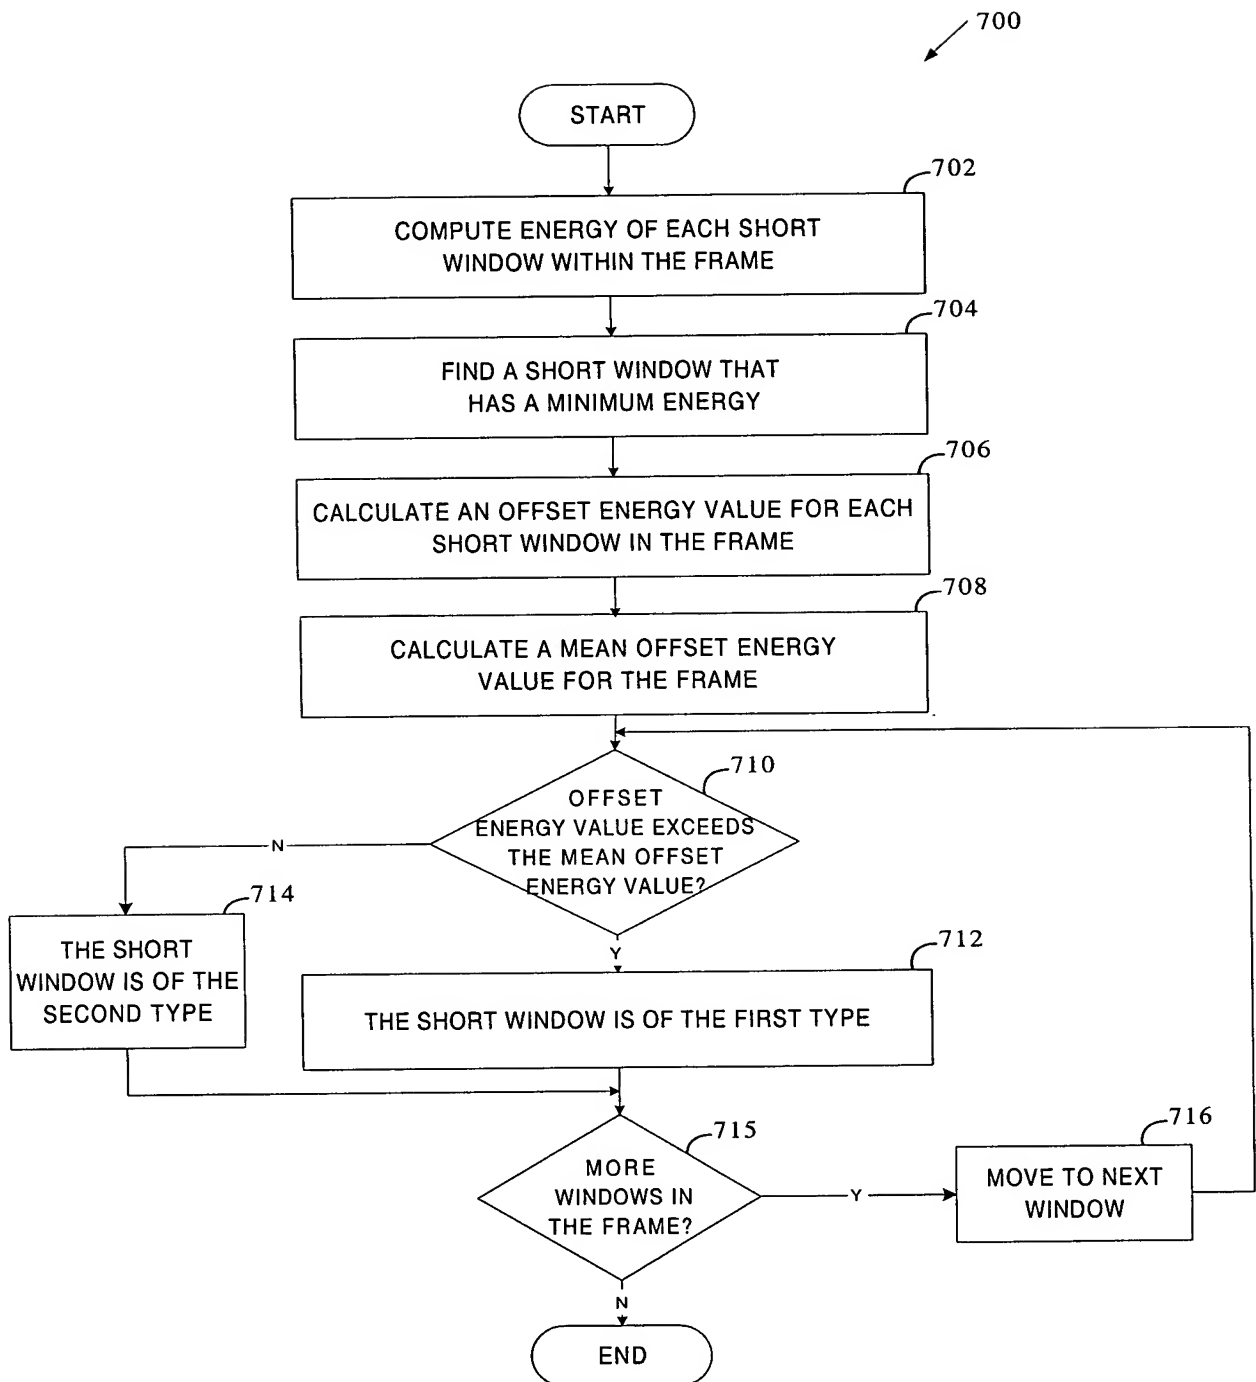 700
START
702
COMPUTE ENERGY OF EACH SHORT
WINDOW WITHIN THE FRAME
704
FIND A SHORT WINDOW THAT
HAS A MINIMUM ENERGY
706
CALCULATE AN OFFSET ENERGY VALUE FOR EACH
SHORT WINDOW IN THE FRAME
708
CALCULATE A MEAN OFFSET ENERGY
VALUE FOR THE FRAME
710
OFFSET
ENERGY VALUE EXCEEDS
THE MEAN OFFSET
ENERGY VALUE?
N
714
THE SHORT
WINDOW IS OF THE
SECOND TYPE
Y
712
THE SHORT WINDOW IS OF THE FIRST TYPE
715
MORE
WINDOWS IN
THE FRAME?
Y
716
MOVE TO NEXT
WINDOW
N
END